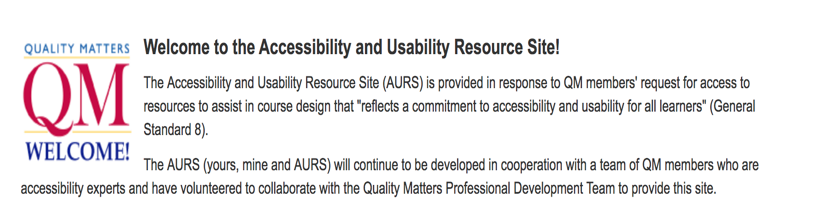 QUALITY MATTERS
QM
WELCOME!
Welcome to the Accessibility and Usability Resource Site!
The Accessibility and Usability Resource Site (AURS) is provided in response to QM members' request for access to
resources to assist in course design that "reflects a commitment to accessibility and usability for all learners" (General
Standard 8).
The AURS (yours, mine and AURS) will continue to be developed in cooperation with a team of QM members who are
accessibility experts and have volunteered to collaborate with the Quality Matters Professional Development Team to provide this site.